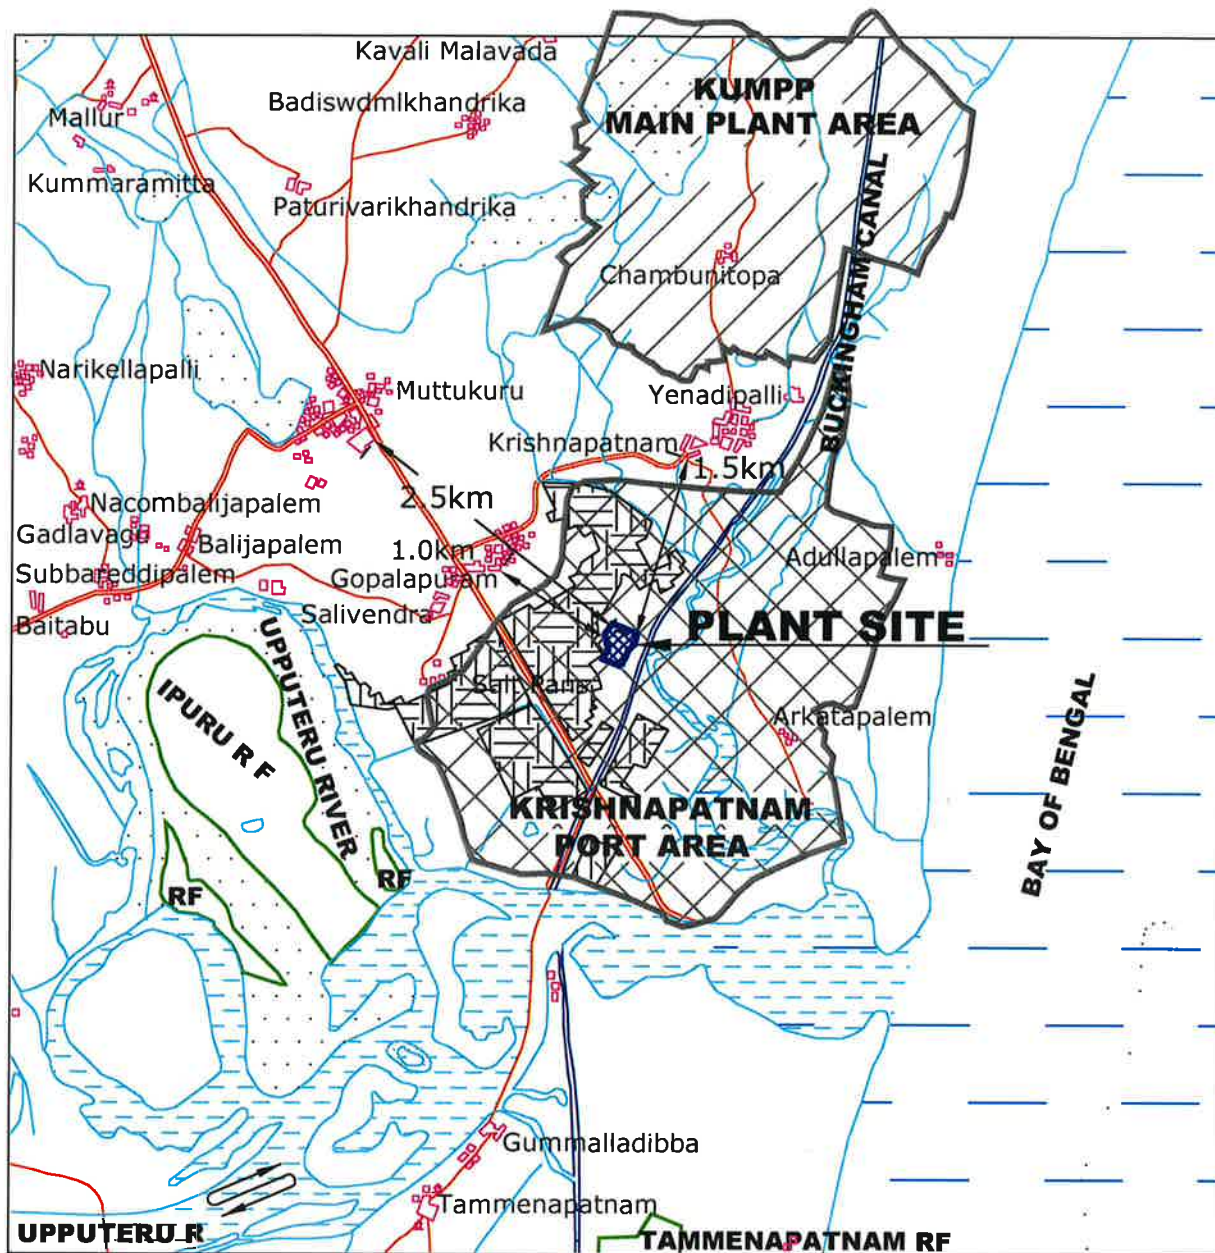 Kavali Malavada
KUMPP
MAIN PLANT AREA
Badiswdmlkhandrika
Mallur
Kummaramitta
Paturivarikhandrika
BUCKINGHAM CANAL
Chambunitopa
Narikellapalli
Muttukuru
Yenadipalli
Krishnapatnam
1.5km
2.5km
Nacombalijapalem
Gadlavago
Balijapalem
1.0km
Adullapalem
Subbareddipalem
Gopalapuram
Salivendra
Baitabu
PLANT SITE
UPPUTERU RIVER
IPURU R F
Salt Pans
Arkatapalem
BAY OF BENGAL
KRISHNAPATNAM
PORT AREA
RF
RF
Gummalladibba
Tammenapatnam
UPPUTERU R
TAMMENAPATNAM RF